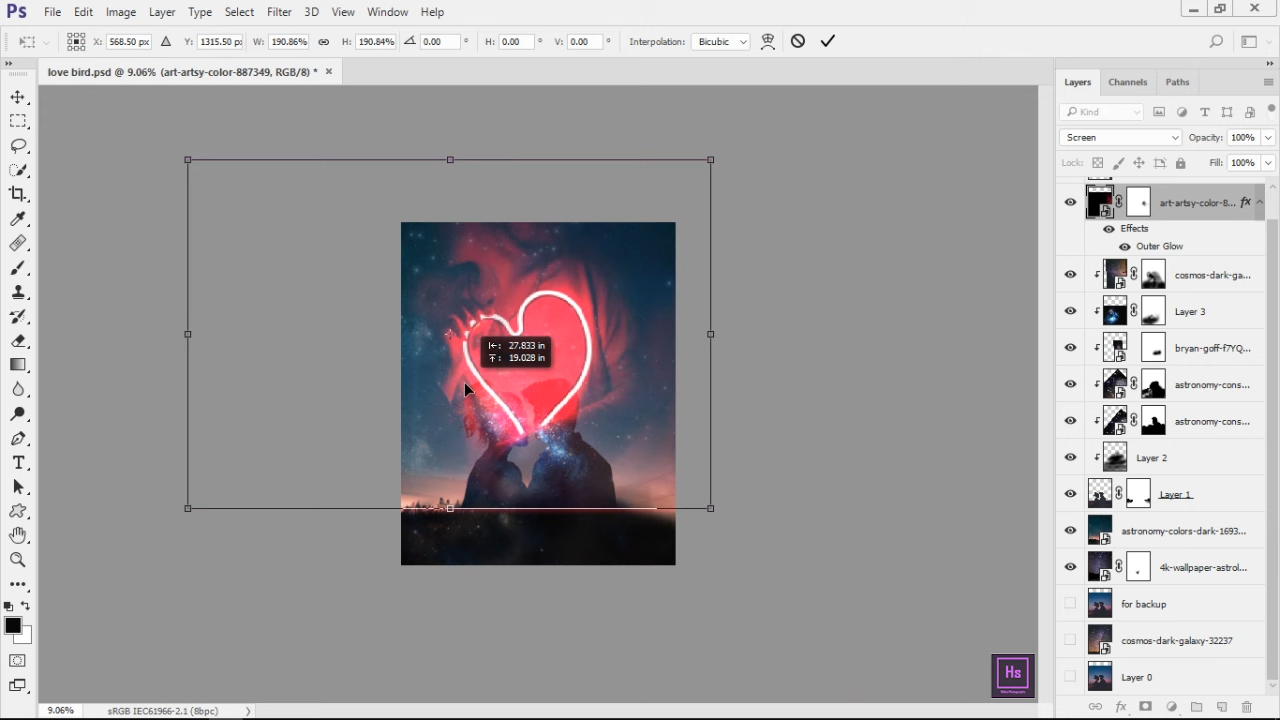 Ps File Edit Image Layer Type Select Filter 3D View Window Help
X: 568.50 px Y: 1315.50 px W: 190.86% H: 190.84% 0.00 ° H: 0.00 ° V: 0.00 ° Interpolation: Bicubic
love bird.psd @ 9.06% (art-artsy-color-887349, RGB/8) * ×
Layers Channels Paths
Kind
Screen Opacity: 100%
Lock: Fill: 100%
art-artsy-color-8... fx
Effects
Outer Glow
cosmos-dark-ga...
Layer 3
bryan-goff-f7YQ...
astronomy-cons...
astronomy-cons...
Layer 2
Layer 1
astronomy-colors-dark-1693...
4k-wallpaper-astrol...
for backup
cosmos-dark-galaxy-32237
Layer 0
27.833 in
19.028 in
Hs
9.06% sRGB IEC61966-2.1 (8bpc)